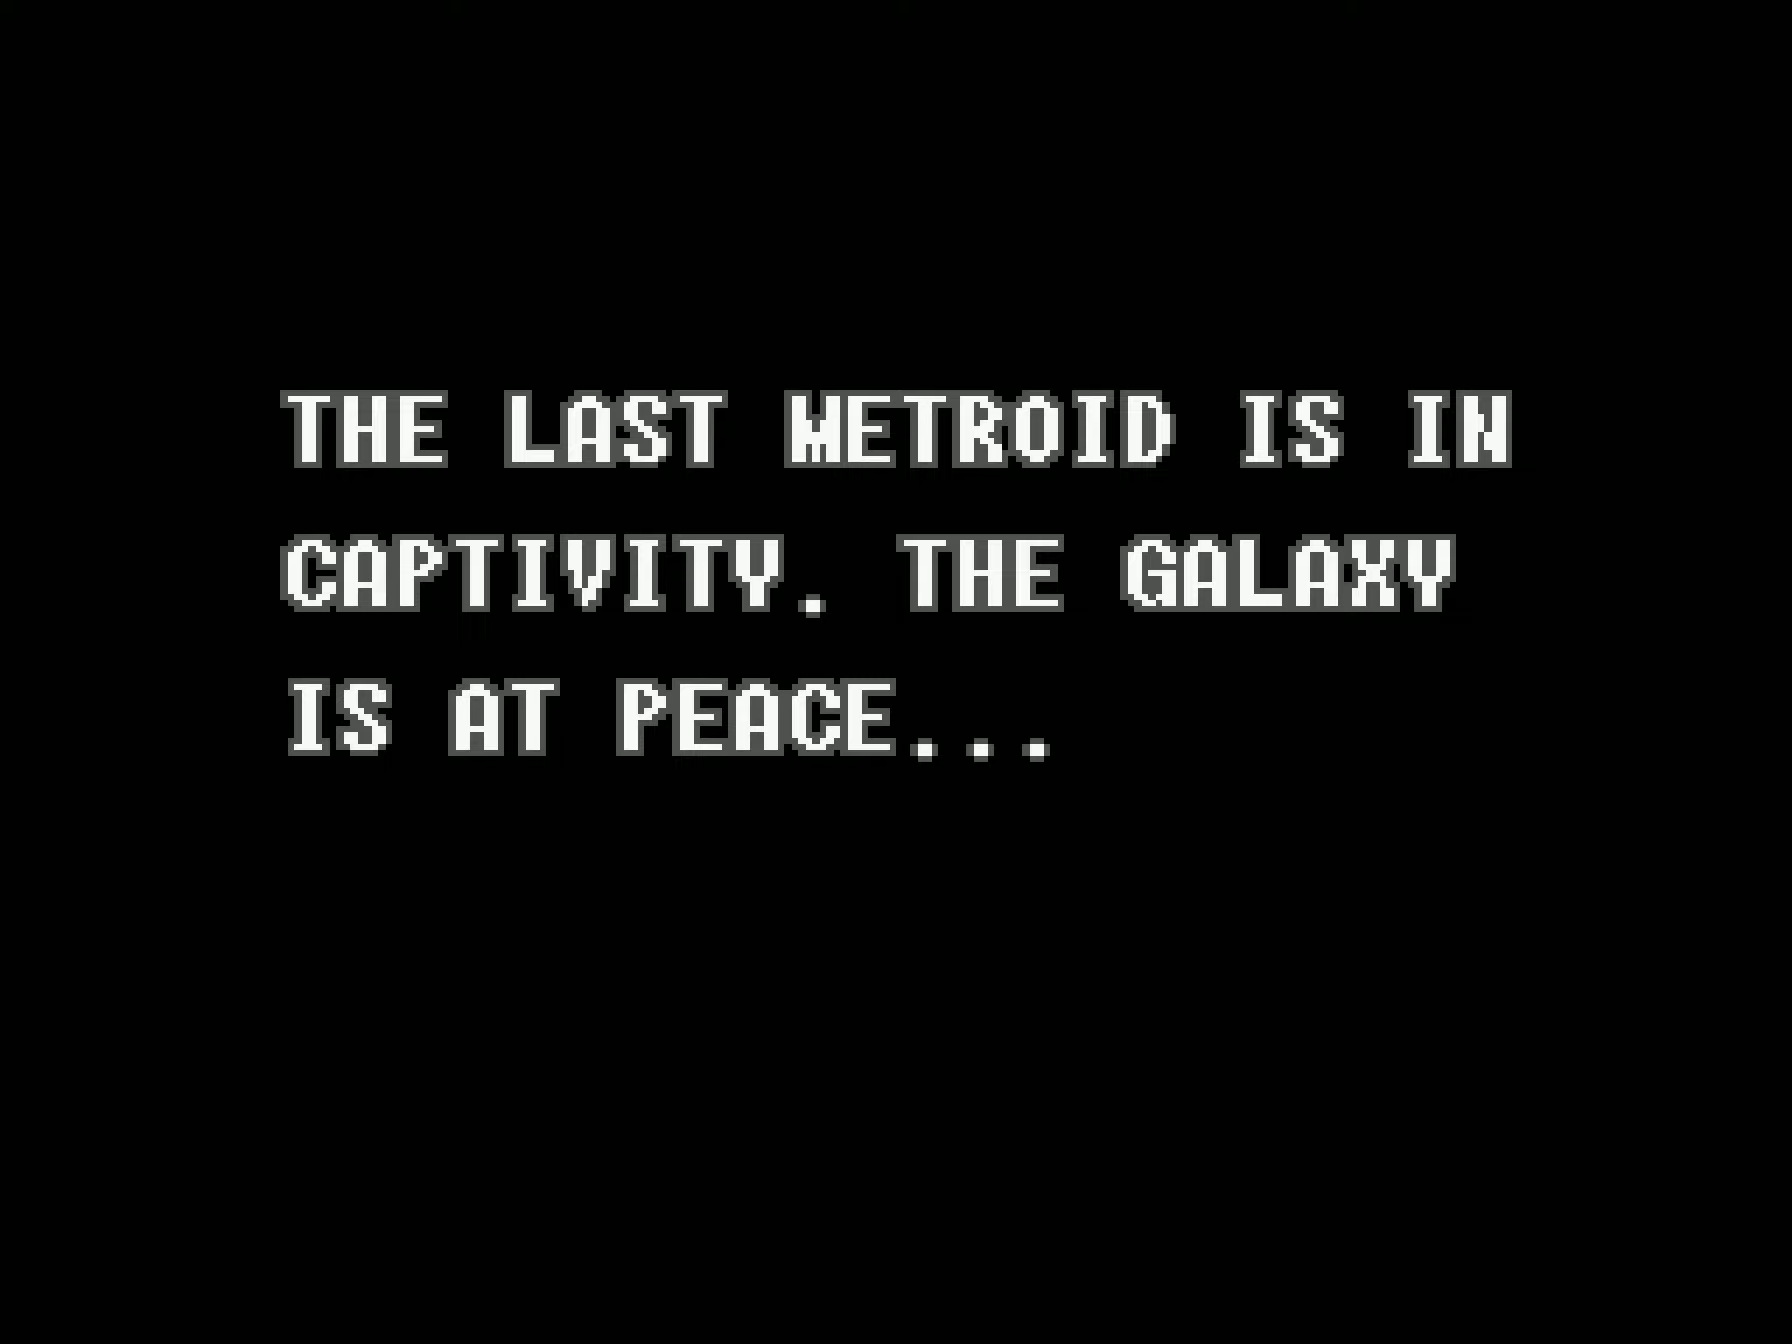 THE LAST METROID IS IN
CAPTIVITY. THE GALAXY
IS AT PEACE...